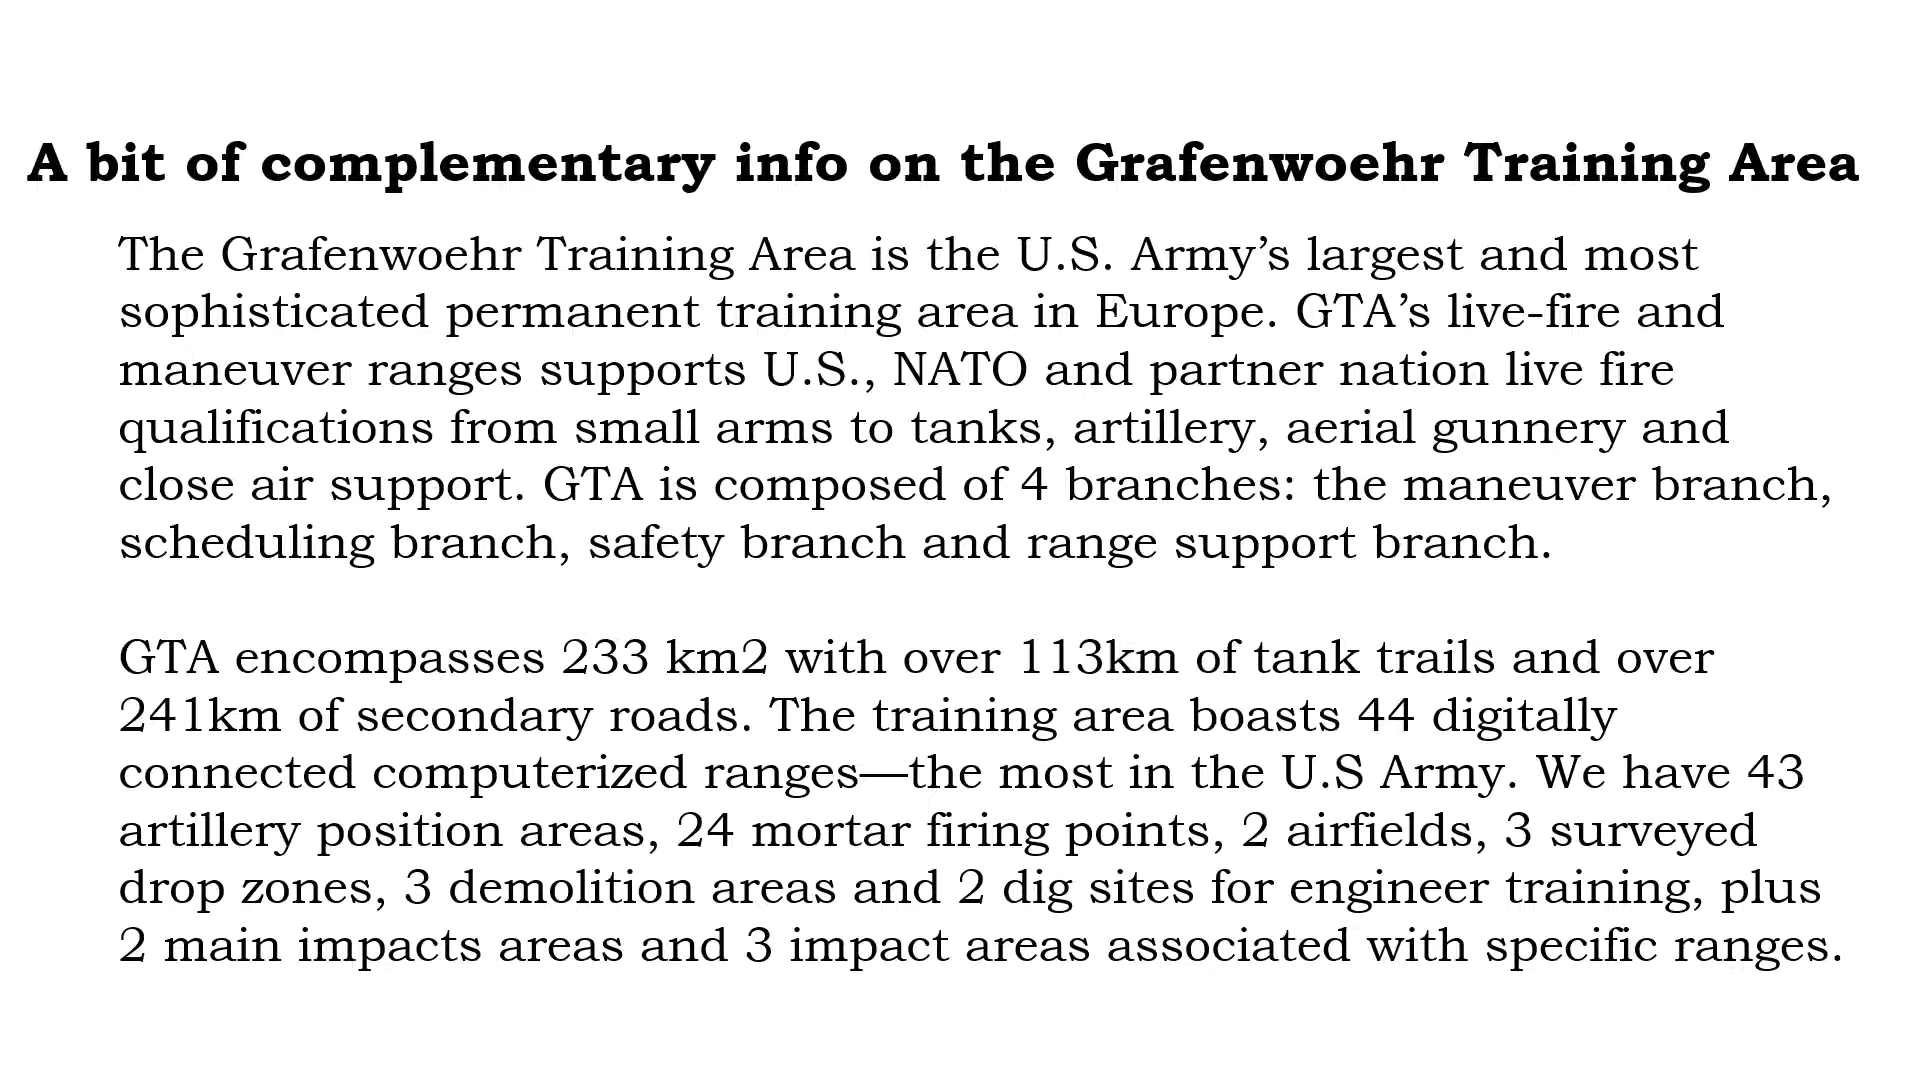 A bit of complementary info on the Grafenwoehr Training Area
The Grafenwoehr Training Area is the U.S. Army’s largest and most
sophisticated permanent training area in Europe. GTA’s live-fire and
maneuver ranges supports U.S., NATO and partner nation live fire
qualifications from small arms to tanks, artillery, aerial gunnery and
close air support. GTA is composed of 4 branches: the maneuver branch,
scheduling branch, safety branch and range support branch.
GTA encompasses 233 km2 with over 113km of tank trails and over
241km of secondary roads. The training area boasts 44 digitally
connected computerized ranges—the most in the U.S Army. We have 43
artillery position areas, 24 mortar firing points, 2 airfields, 3 surveyed
drop zones, 3 demolition areas and 2 dig sites for engineer training, plus
2 main impacts areas and 3 impact areas associated with specific ranges.